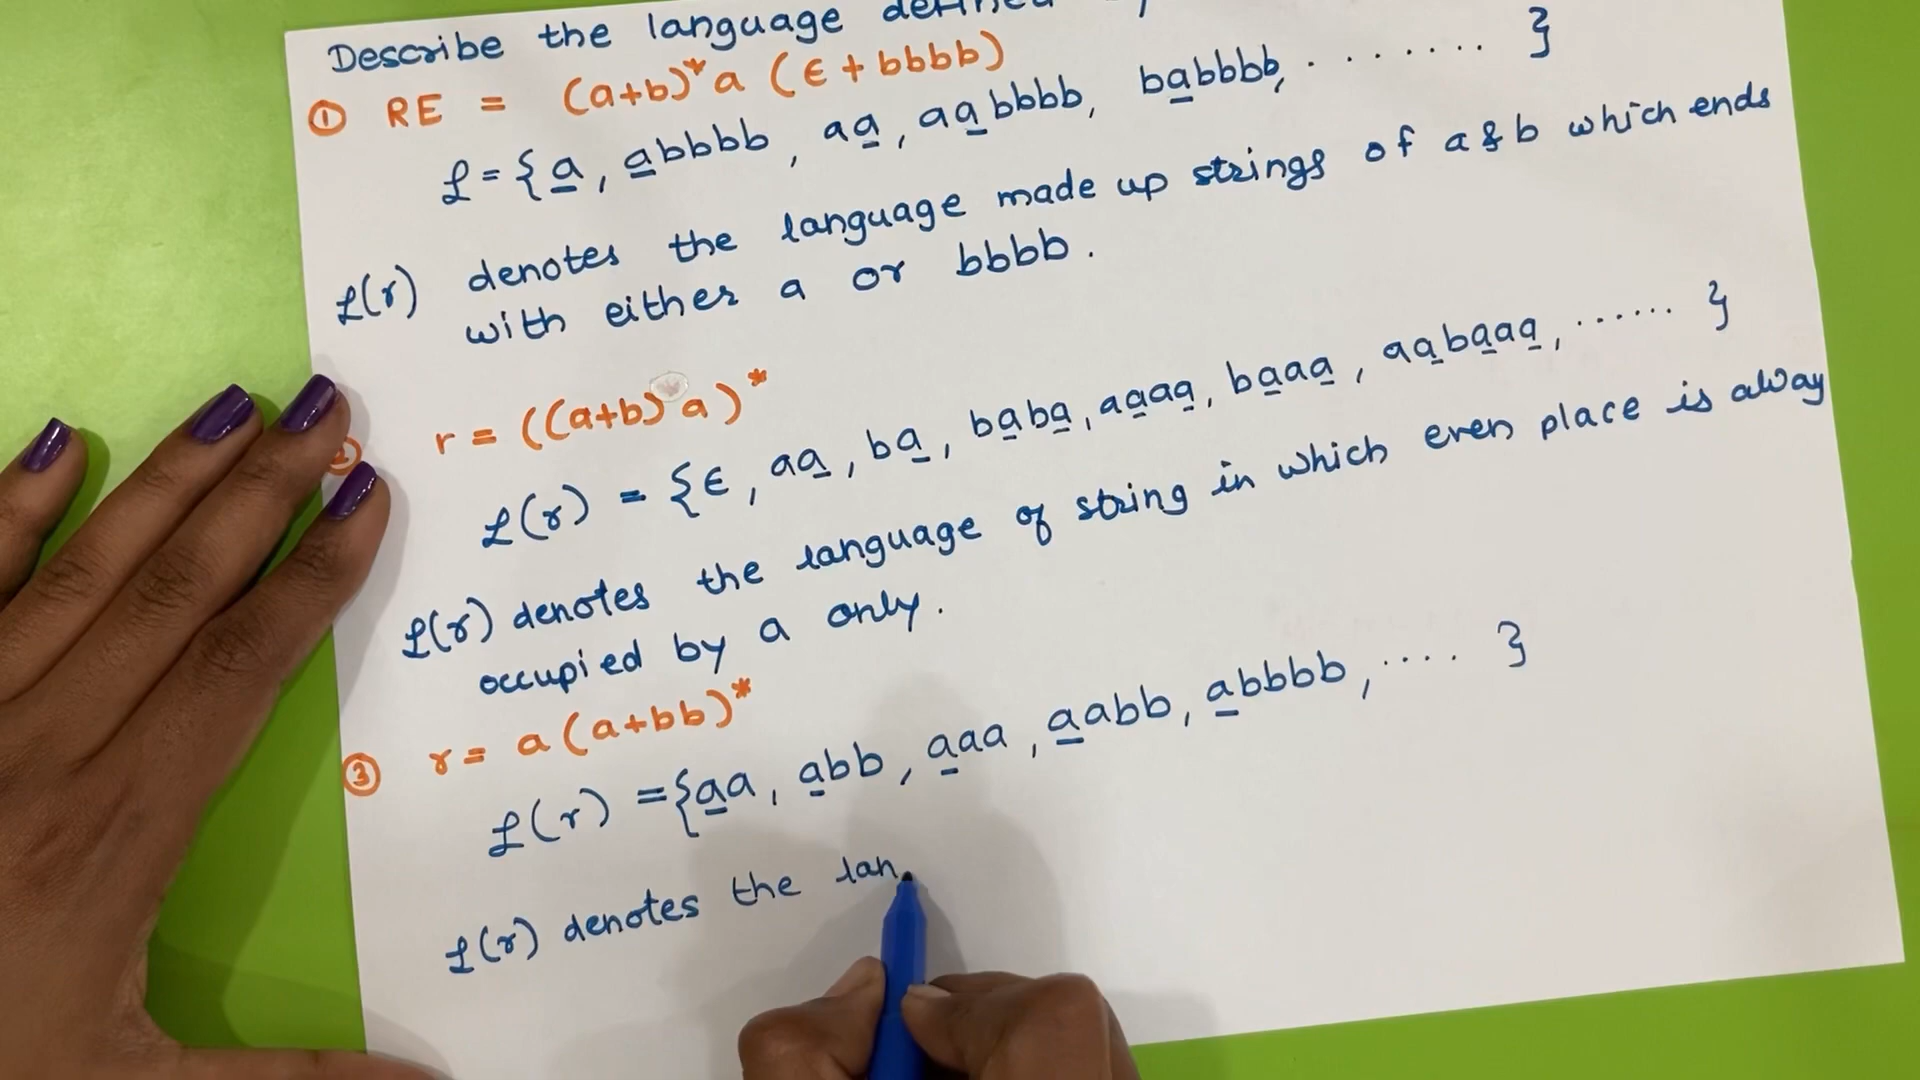 Describe the language defined
① RE = (a+b)*a (ϵ + bbbb)
L = {a, abbbb, aa, aabbbb, babbbb, ........ }
L(r) denotes the language made up strings of a & b which ends
with either a or bbbb.
r = ((a+b) a)*
L(r) = {ϵ, aa, ba, baba, aaaa, baaa, aabaaa, ...... }
L(r) denotes the language of string in which even place is alway
occupied by a only.
③ r = a(a+bb)*
L(r) = {aa, abb, aaa, aabb, abbbb, .... }
L(r) denotes the lan